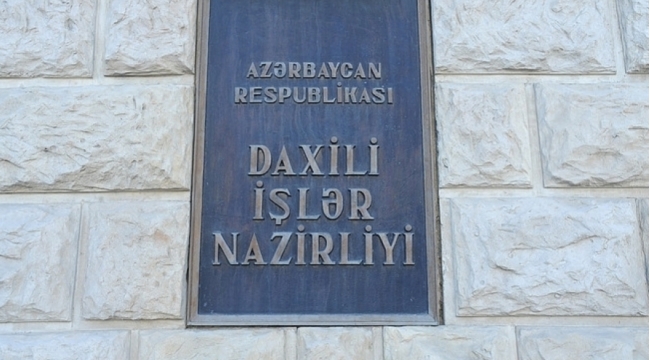 AZƏRBAYCAN
RESPUBLİKASI
DAXİLİ
İŞLƏR
NAZİRLİYİ